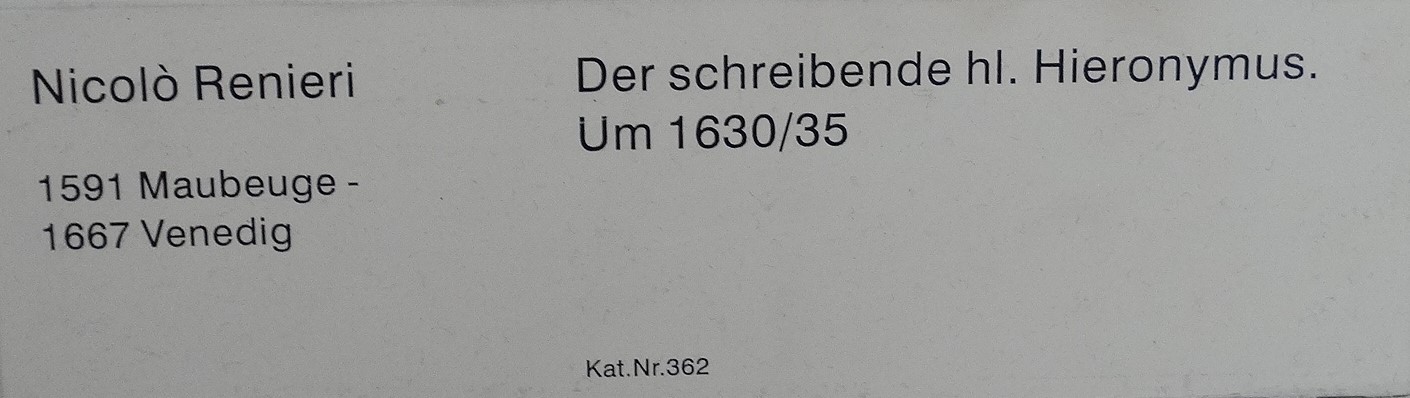 Nicolò Renieri
1591 Maubeuge -
1667 Venedig
Der schreibende hl. Hieronymus.
Um 1630/35
Kat.Nr.362